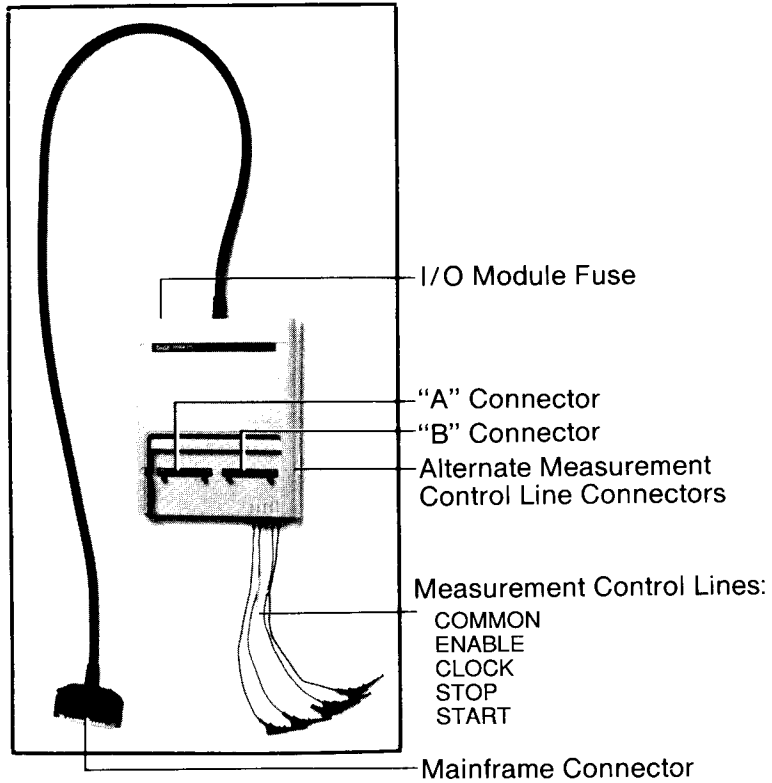 I/O Module Fuse
“A” Connector
“B” Connector
Alternate Measurement
Control Line Connectors
Measurement Control Lines:
COMMON
ENABLE
CLOCK
STOP
START
Mainframe Connector